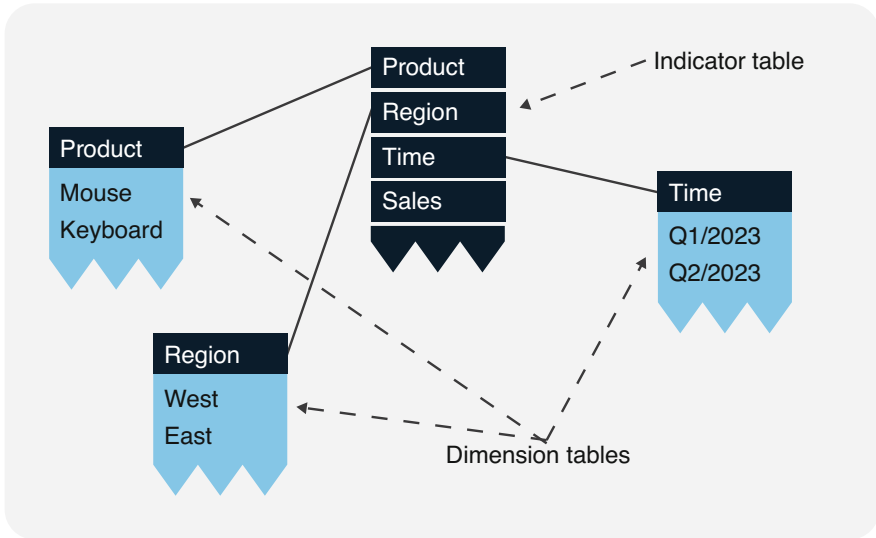 Indicator table
Product
Region
Time
Sales
Product
Mouse
Keyboard
Time
Q1/2023
Q2/2023
Region
West
East
Dimension tables